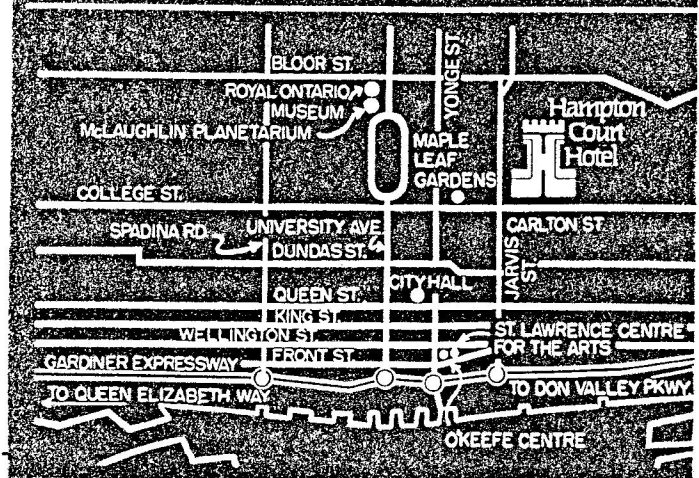 BLOOR ST.
YONGE ST.
ROYAL ONTARIO
MUSEUM
McLAUGHLIN PLANETARIUM
Hampton
Court
Hotel
MAPLE
LEAF
GARDENS
COLLEGE ST.
SPADINA RD.
UNIVERSITY AVE.
DUNDAS ST.
CARLTON ST
JARVIS
ST.
CITY HALL
QUEEN ST.
KING ST.
WELLINGTON ST.
FRONT ST.
ST. LAWRENCE CENTRE
FOR THE ARTS
GARDINER EXPRESSWAY
TO QUEEN ELIZABETH WAY
TO DON VALLEY PKWY.
O'KEEFE CENTRE